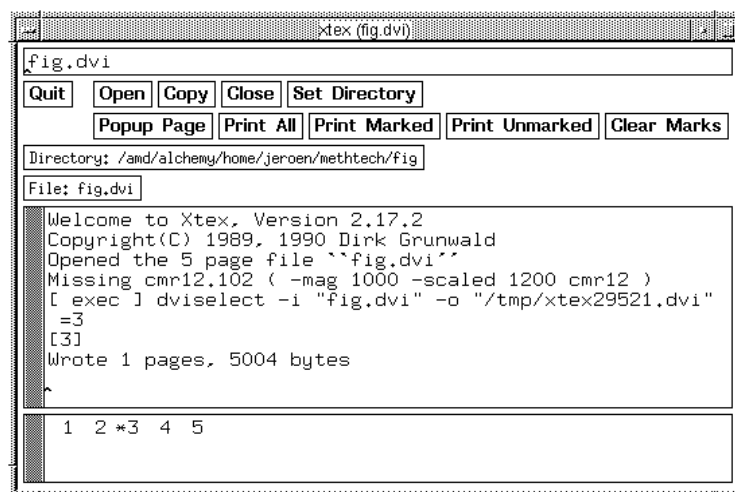 xtex (fig.dvi)
fig.dvi
Quit Open Copy Close Set Directory
Popup Page Print All Print Marked Print Unmarked Clear Marks
Directory: /amd/alchemy/home/jeroen/methtech/fig
File: fig.dvi
Welcome to Xtex, Version 2.17.2
Copyright(C) 1989, 1990 Dirk Grunwald
Opened the 5 page file ``fig.dvi´´
Missing cmr12.102 ( -mag 1000 -scaled 1200 cmr12 )
[ exec ] dviselect -i "fig.dvi" -o "/tmp/xtex29521.dvi"
=3
[3]
Wrote 1 pages, 5004 bytes
1 2 *3 4 5